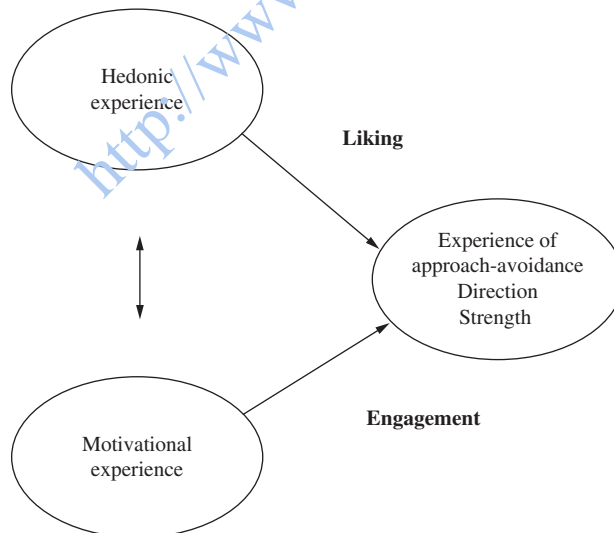 http://www
Hedonic
experience
Liking
Experience of
approach-avoidance
Direction
Strength
Engagement
Motivational
experience